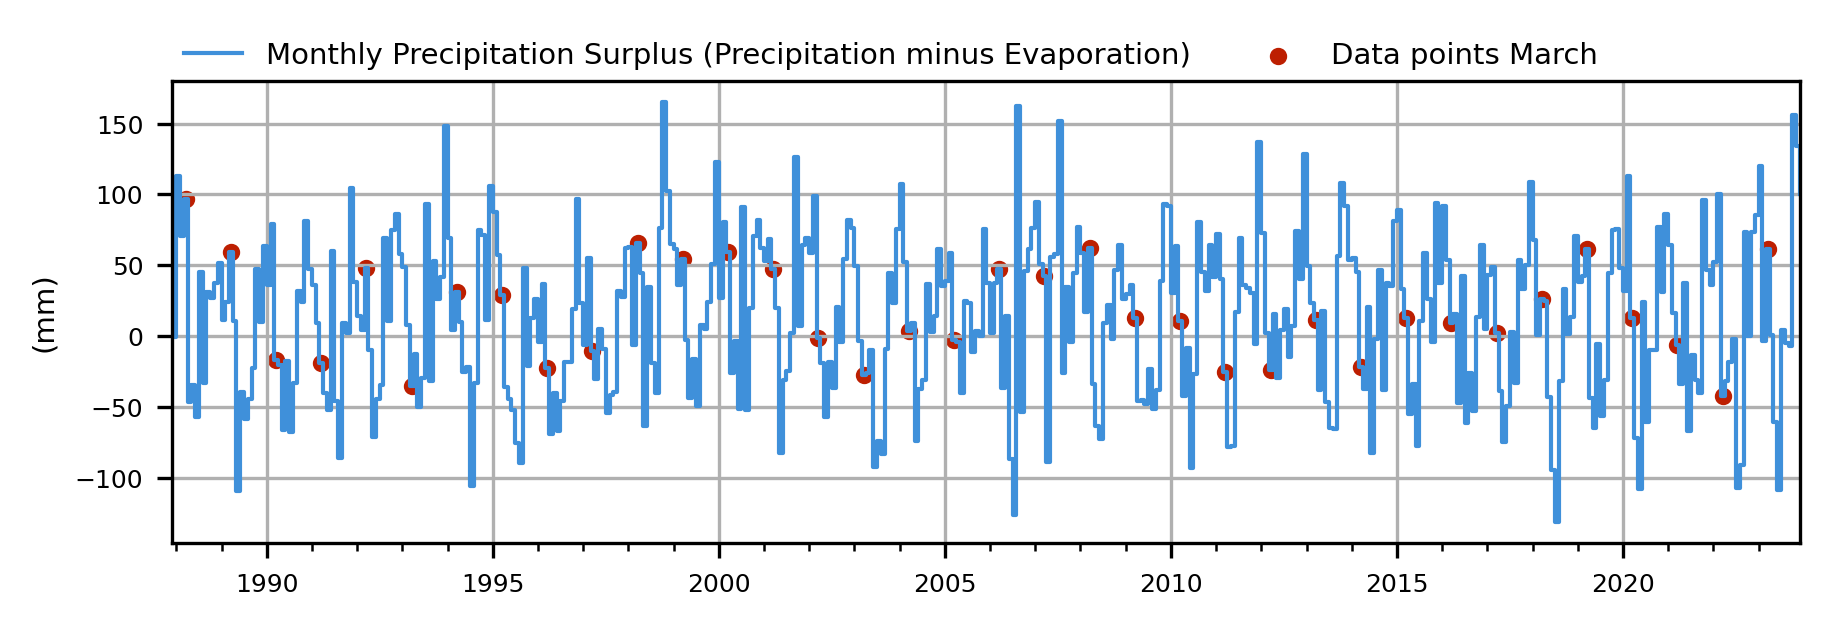 Monthly Precipitation Surplus (Precipitation minus Evaporation)
Data points March
(mm)
150
100
50
0
−50
−100
1990 1995 2000 2005 2010 2015 2020